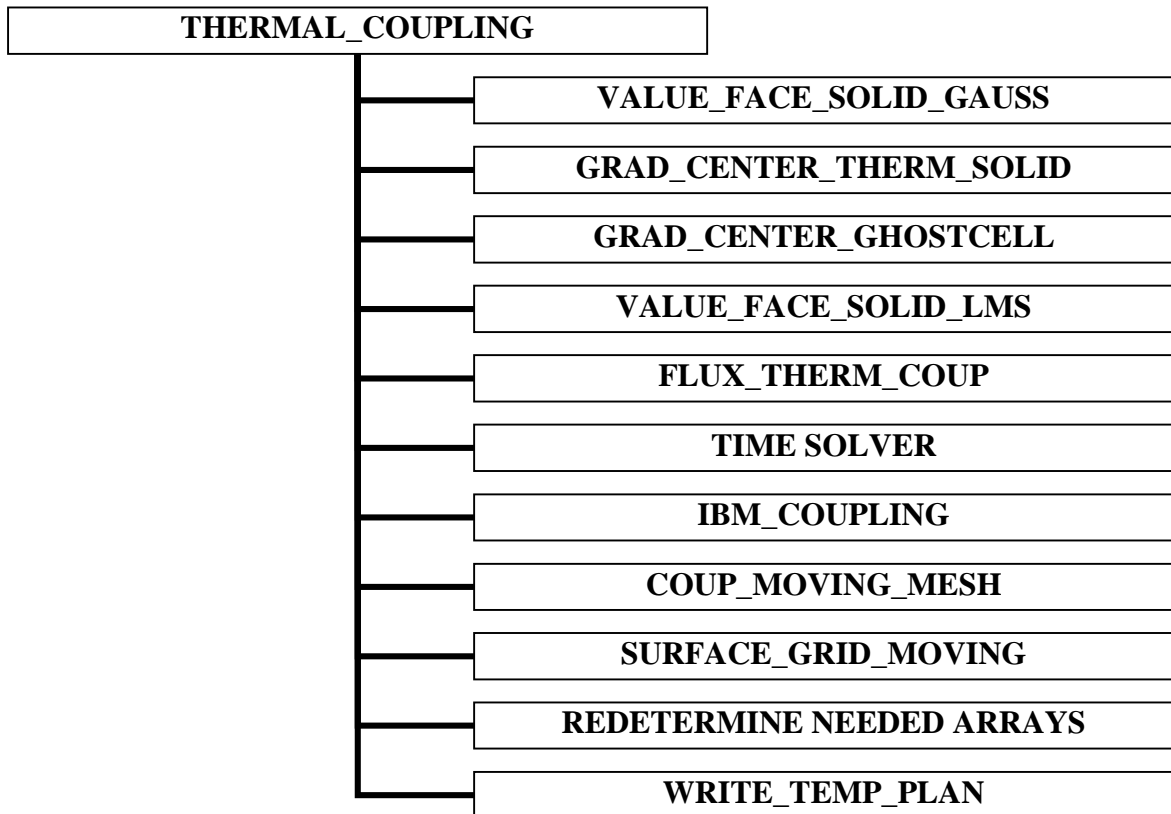 THERMAL_COUPLING
VALUE_FACE_SOLID_GAUSS
GRAD_CENTER_THERM_SOLID
GRAD_CENTER_GHOSTCELL
VALUE_FACE_SOLID_LMS
FLUX_THERM_COUP
TIME SOLVER
IBM_COUPLING
COUP_MOVING_MESH
SURFACE_GRID_MOVING
REDETERMINE NEEDED ARRAYS
WRITE_TEMP_PLAN